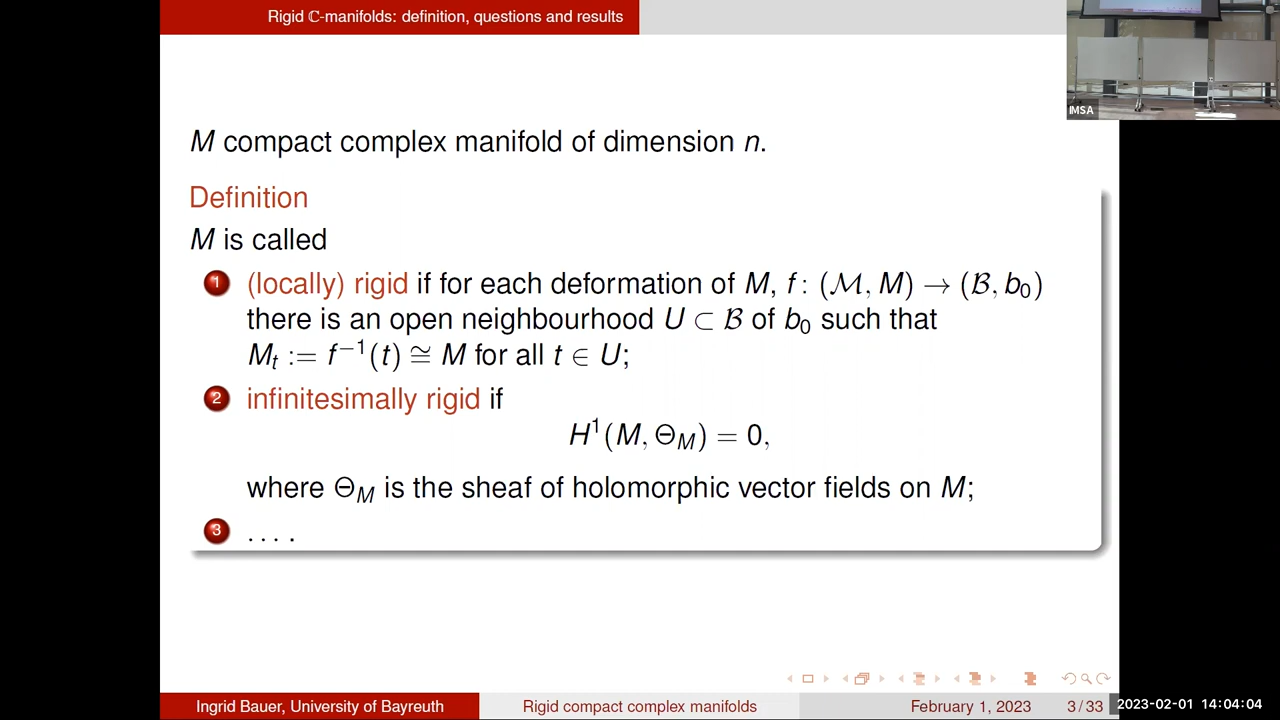 Rigid ℂ-manifolds: definition, questions and results
IMSA
M compact complex manifold of dimension n.
Definition
M is called
1 (locally) rigid if for each deformation of M, f : (ℳ, M) → (ℬ, b₀)
there is an open neighbourhood U ⊂ ℬ of b₀ such that
Mₜ := f⁻¹(t) ≅ M for all t ∈ U;
2 infinitesimally rigid if
H¹(M, Θ_M) = 0,
where Θ_M is the sheaf of holomorphic vector fields on M;
3 . . . .
Ingrid Bauer, University of Bayreuth Rigid compact complex manifolds February 1, 2023 3 / 33 2023-02-01 14:04:04